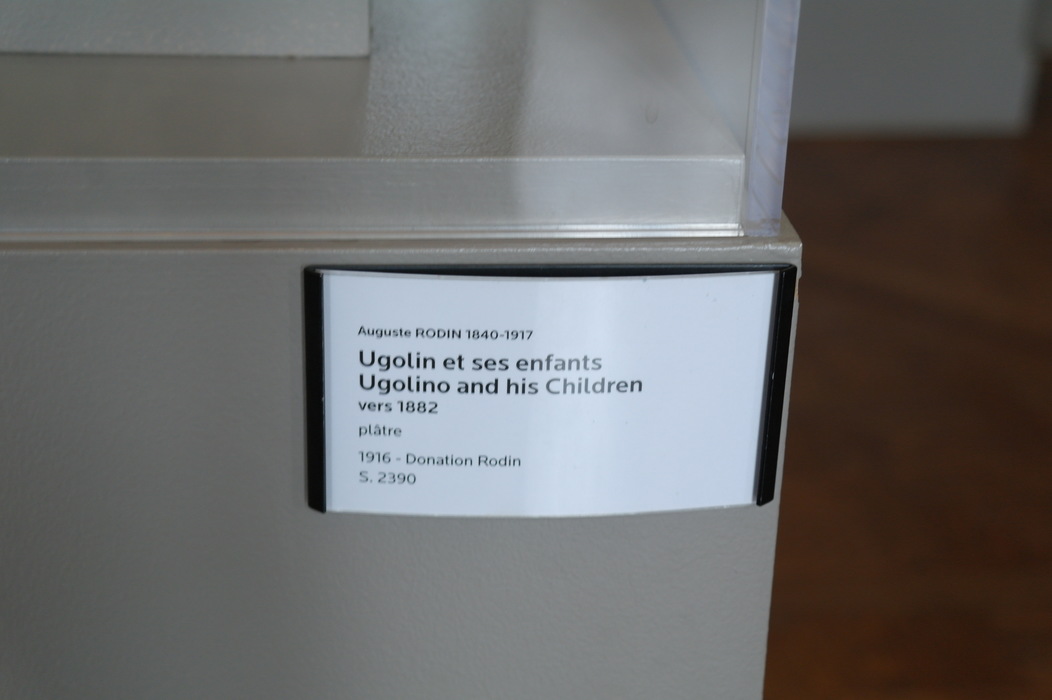 Auguste RODIN 1840-1917
Ugolin et ses enfants
Ugolino and his Children
vers 1882
plâtre
1916 - Donation Rodin
S. 2390